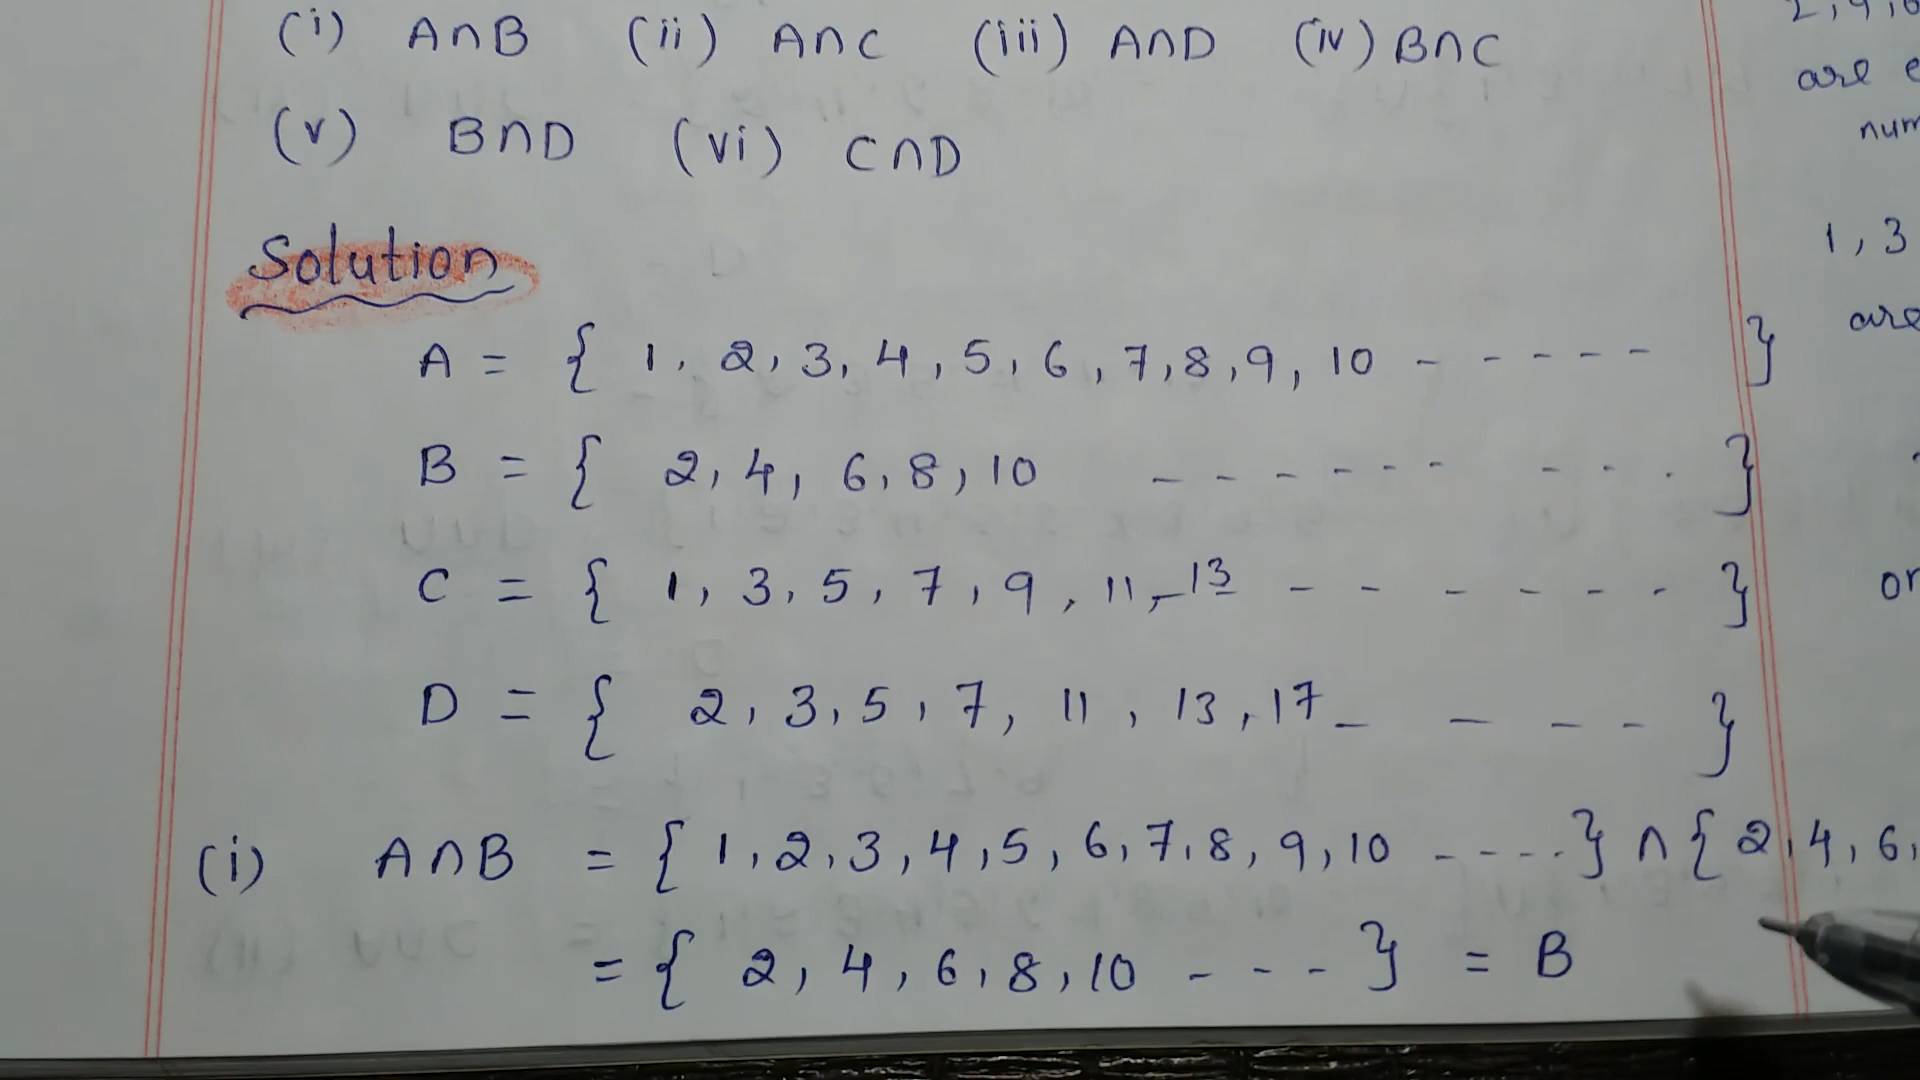 (i) A∩B (ii) A∩C (iii) A∩D (iv) B∩C
(v) B∩D (vi) C∩D
Solution
A = { 1, 2, 3, 4, 5, 6, 7, 8, 9, 10 - - - - - }
B = { 2, 4, 6, 8, 10 - - - - - - - - - }
C = { 1, 3, 5, 7, 9, 11, 13 - - - - - - }
D = { 2, 3, 5, 7, 11, 13, 17 - - - - }
(i) A∩B = { 1, 2, 3, 4, 5, 6, 7, 8, 9, 10 - - - - } ∩ { 2, 4, 6,
= { 2, 4, 6, 8, 10 - - - } = B
are e
num
1, 3
are
or